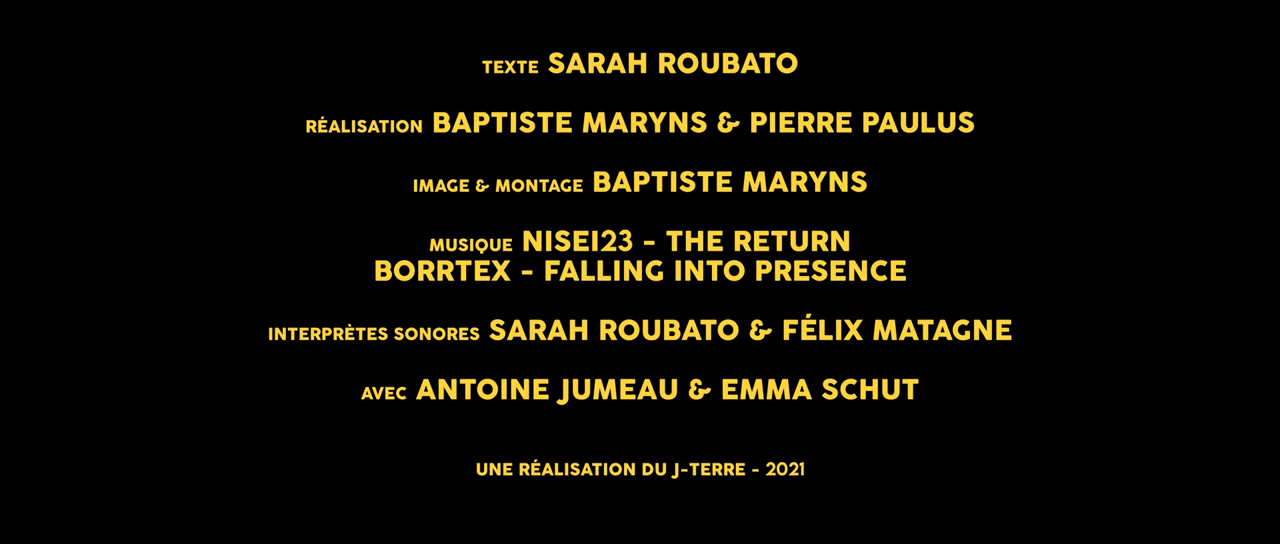 TEXTE SARAH ROUBATO
RÉALISATION BAPTISTE MARYNS & PIERRE PAULUS
IMAGE & MONTAGE BAPTISTE MARYNS
MUSIQUE NISEI23 - THE RETURN
BORRTEX - FALLING INTO PRESENCE
INTERPRÈTES SONORES SARAH ROUBATO & FÉLIX MATAGNE
AVEC ANTOINE JUMEAU & EMMA SCHUT
UNE RÉALISATION DU J-TERRE - 2021